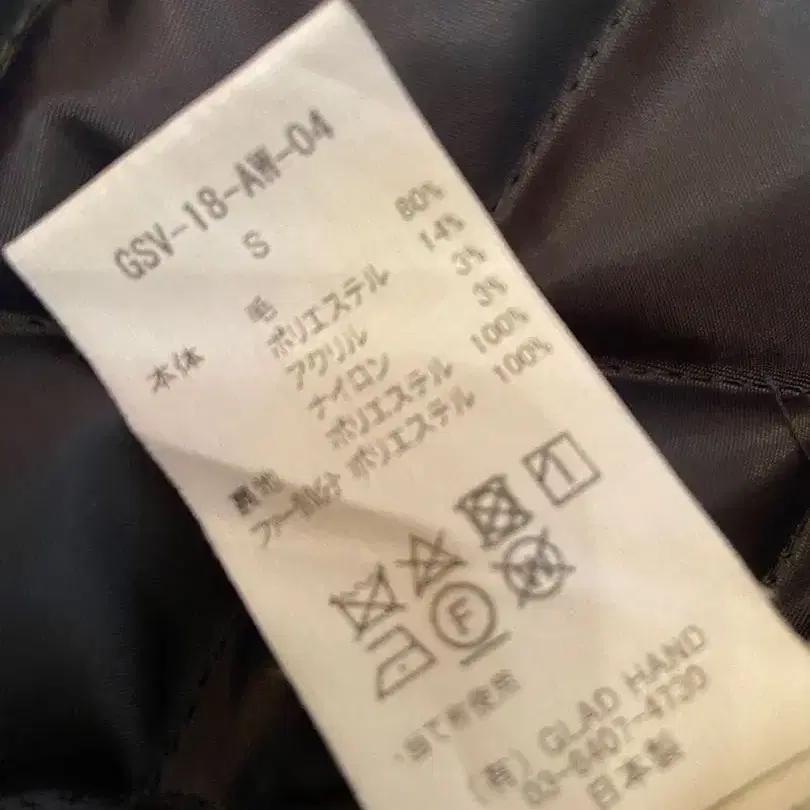 GSV-18-AW-04
S
本体 毛 80%
ポリエステル 14%
アクリル 3%
ナイロン 3%
裏地 ポリエステル 100%
ファー部分 ポリエステル 100%
F
W
・当て布使用
(有) GLAD HAND
03-6407-4730
日本製